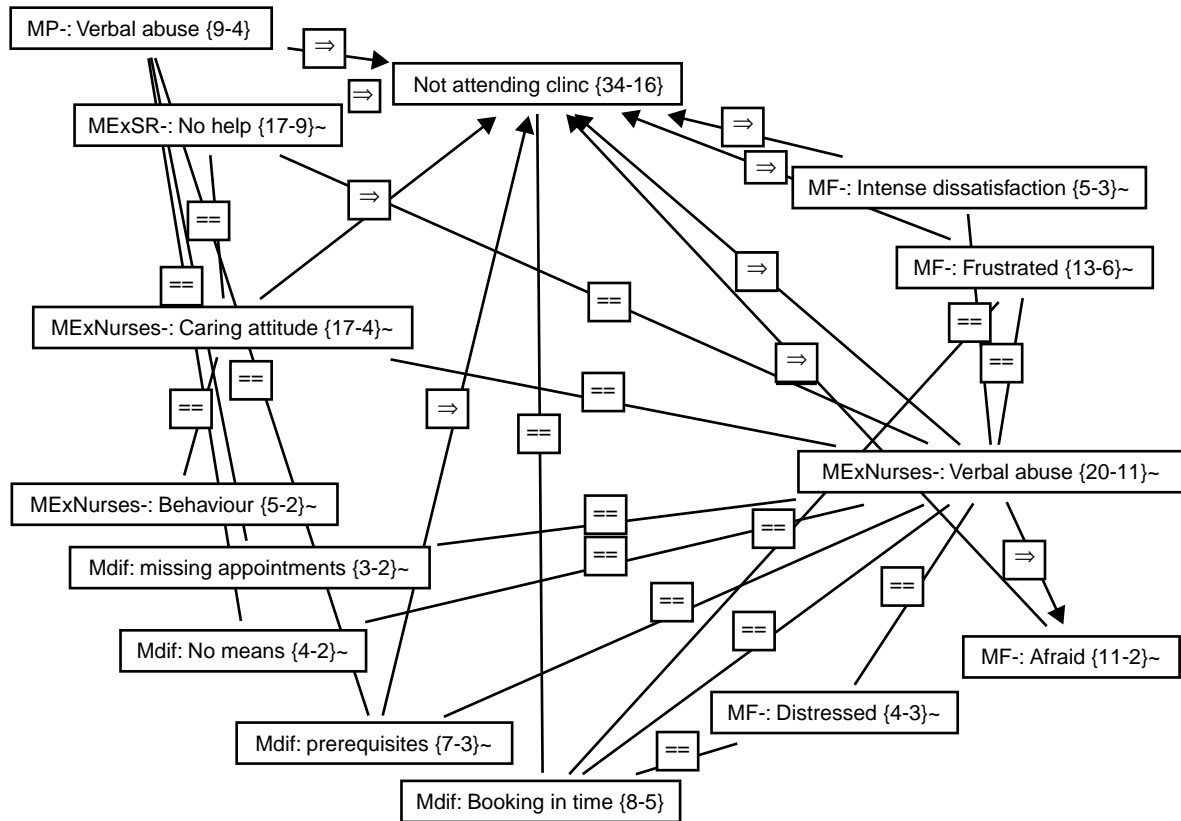 MP-: Verbal abuse {9-4}
⇒
Not attending clinc {34-16}
⇒
MExSR-: No help {17-9}~
⇒
⇒
MF-: Intense dissatisfaction {5-3}~
⇒
==
MF-: Frustrated {13-6}~
==
⇒
==
MExNurses-: Caring attitude {17-4}~
==
==
⇒
==
==
==
==
⇒
==
MExNurses-: Verbal abuse {20-11}~
MExNurses-: Behaviour {5-2}~
==
==
Mdif: missing appointments {3-2}~
==
⇒
==
==
Mdif: No means {4-2}~
==
MF-: Afraid {11-2}~
MF-: Distressed {4-3}~
Mdif: prerequisites {7-3}~
==
Mdif: Booking in time {8-5}